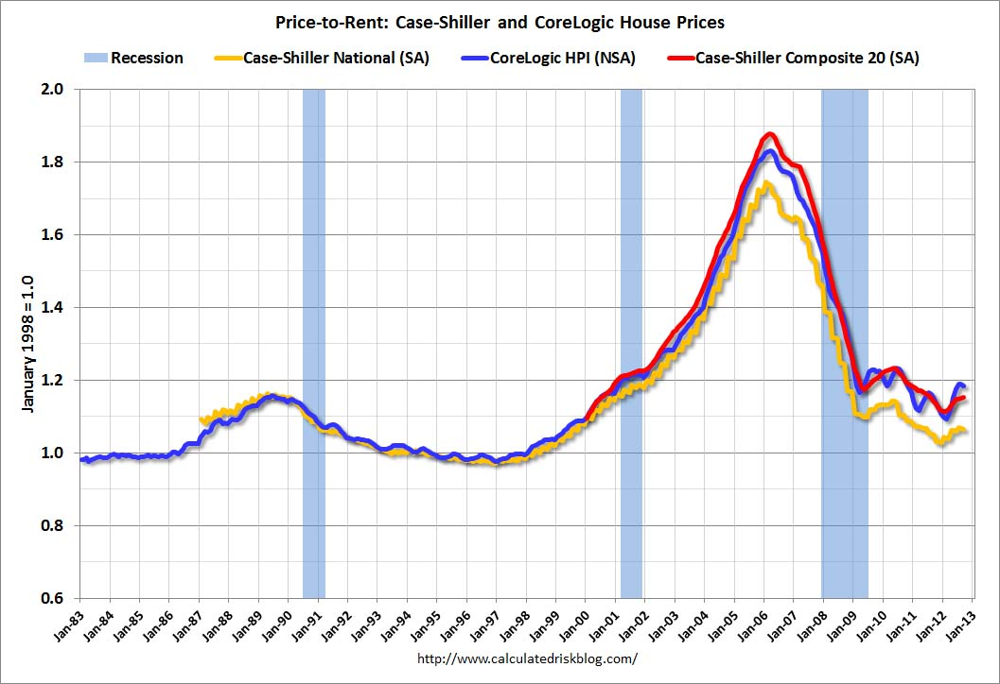 Price-to-Rent: Case-Shiller and CoreLogic House Prices
Recession Case-Shiller National (SA) CoreLogic HPI (NSA) Case-Shiller Composite 20 (SA)
January 1998 = 1.0
2.0
1.8
1.6
1.4
1.2
1.0
0.8
0.6
Jan-83 Jan-84 Jan-85 Jan-86 Jan-87 Jan-88 Jan-89 Jan-90 Jan-91 Jan-92 Jan-93 Jan-94 Jan-95 Jan-96 Jan-97 Jan-98 Jan-99 Jan-00 Jan-01 Jan-02 Jan-03 Jan-04 Jan-05 Jan-06 Jan-07 Jan-08 Jan-09 Jan-10 Jan-11 Jan-12 Jan-13
http://www.calculatedriskblog.com/